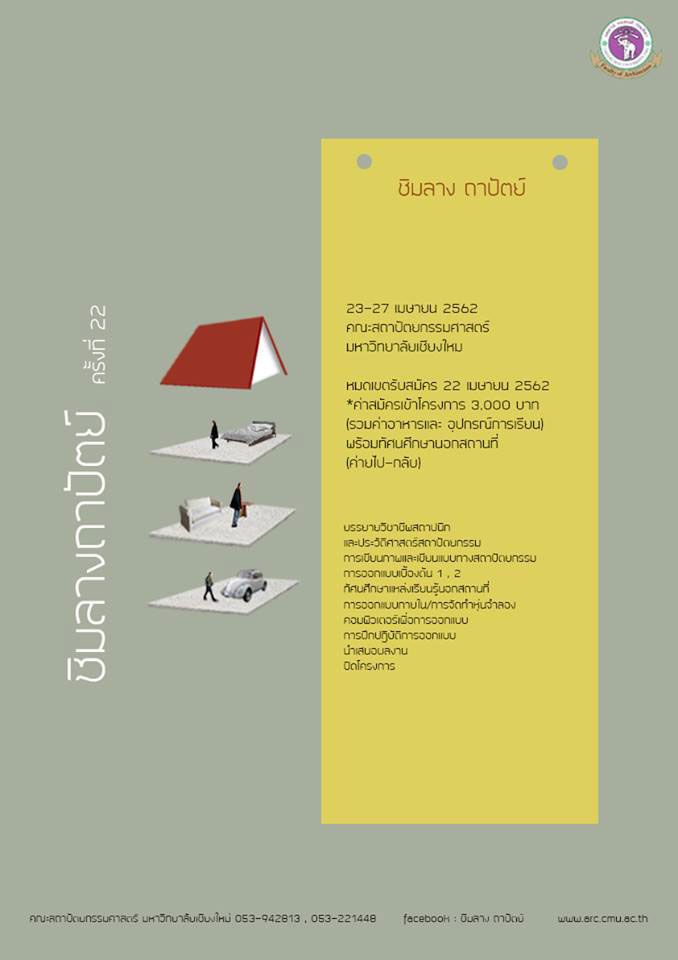 Faculty of Architecture
ชิมลาง ถาปัตย์
23-27 เมษายน 2562
คณะสถาปัตยกรรมศาสตร์
มหาวิทยาลัยเชียงใหม
หมดเขตรับสมัคร 22 เมษายน 2562
*ค่าสมัครเข้าโครงการ 3,000 บาท
(รวมค่าอาหารและ อุปกรณ์การเรียน)
พร้อมทัศนศึกษานอกสถานที่
(ค่ายไป-กลับ)
บรรยายวิชาชีพสถาปนิก
และประวัติศาสตร์สถาปัตยกรรม
การเขียนภาพและเขียนแบบทางสถาปัตยกรรม
การออกแบบเบื้องต้น 1 , 2
ทัศนศึกษาแหล่งเรียนรู้นอกสถานที่
การออกแบบภายใน/การจัดทำหุ่นจำลอง
คอมพิวเตอร์เพื่อการออกแบบ
การฝึกปฏิบัติการออกแบบ
นำเสนอผลงาน
ปิดโครงการ
ชิมลางถาปัตย์ ครั้งที่ 22
คณะสถาปัตยกรรมศาสตร์ มหาวิทยาลัยเชียงใหม่ 053-942813 , 053-221448 facebook : ชิมลาง ถาปัตย์ www.arc.cmu.ac.th